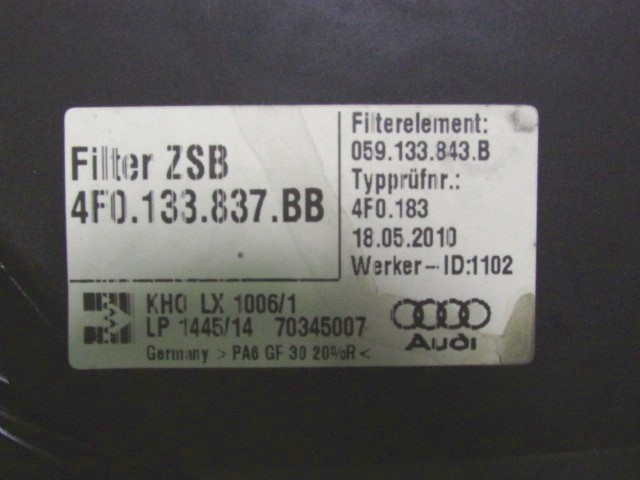 Filter ZSB
4F0.133.837.BB
Filterelement:
059.133.843.B
Typprüfnr.:
4F0.183
18.05.2010
Werker-ID:1102
KHO LX 1006/1
LP 1445/14 70345007
Germany > PA6 GF 30 20%R <
Audi